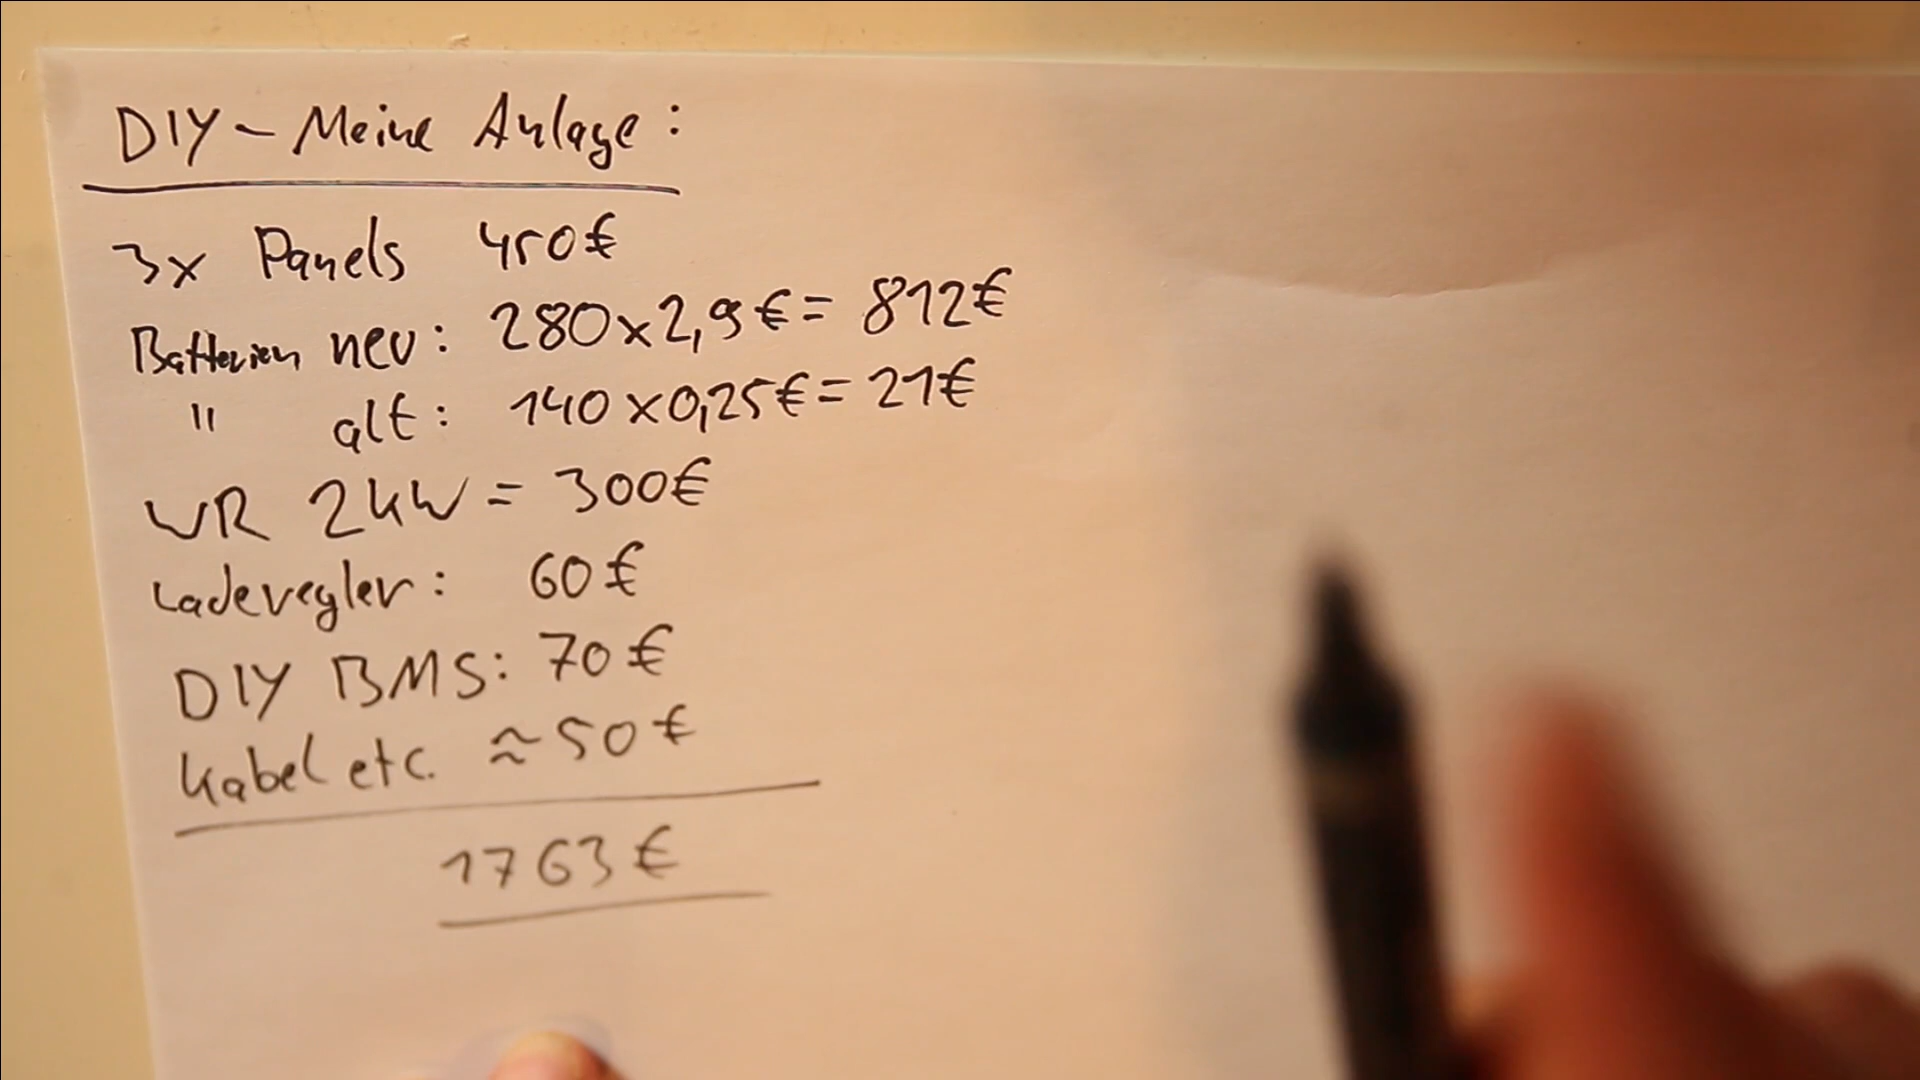 DIY - Meine Anlage:
3x Panels 450€
Batterien neu: 280x2,9€ = 812€
" alt: 140x0,25€ = 21€
WR 2kW = 300€
Laderegler: 60€
DIY BMS: 70€
Kabel etc. ≈ 50€
1763€